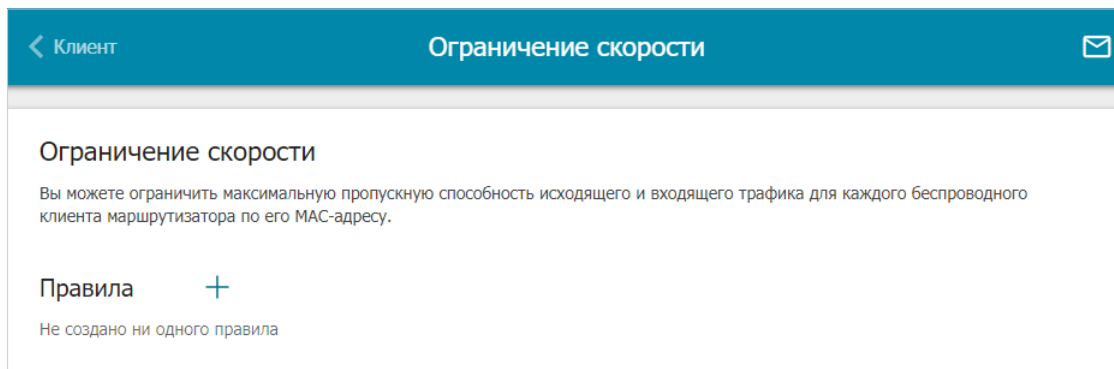 Клиент
Ограничение скорости
Ограничение скорости
Вы можете ограничить максимальную пропускную способность исходящего и входящего трафика для каждого беспроводного
клиента маршрутизатора по его MAC-адресу.
Правила
Не создано ни одного правила